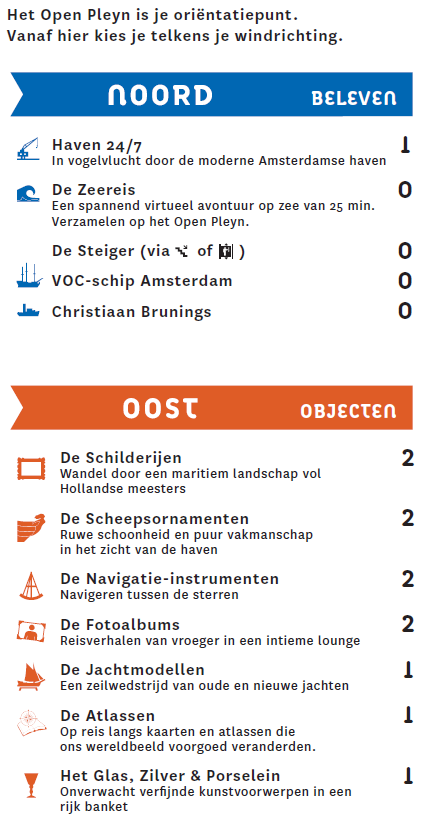 Het Open Pleyn is je oriëntatiepunt.
Vanaf hier kies je telkens je windrichting.
NOORD BELEVEN
Haven 24/7 1
In vogelvlucht door de moderne Amsterdamse haven
De Zeereis 0
Een spannend virtueel avontuur op zee van 25 min.
Verzamelen op het Open Pleyn.
De Steiger (via of ) 0
VOC-schip Amsterdam 0
Christiaan Brunings 0
OOST OBJECTEN
De Schilderijen 2
Wandel door een maritiem landschap vol
Hollandse meesters
De Scheepsornamenten 2
Ruwe schoonheid en puur vakmanschap
in het zicht van de haven
De Navigatie-instrumenten 2
Navigeren tussen de sterren
De Fotoalbums 2
Reisverhalen van vroeger in een intieme lounge
De Jachtmodellen 1
Een zeilwedstrijd van oude en nieuwe jachten
De Atlassen 1
Op reis langs kaarten en atlassen die
ons wereldbeeld voorgoed veranderden.
Het Glas, Zilver & Porselein 1
Onverwacht verfijnde kunstvoorwerpen in een
rijk banket